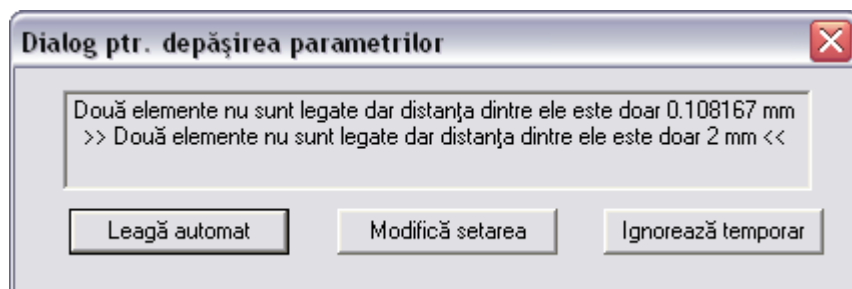 Dialog ptr. depăşirea parametrilor
Două elemente nu sunt legate dar distanţa dintre ele este doar 0.108167 mm
>> Două elemente nu sunt legate dar distanţa dintre ele este doar 2 mm <<
Leagă automat Modifică setarea Ignorează temporar